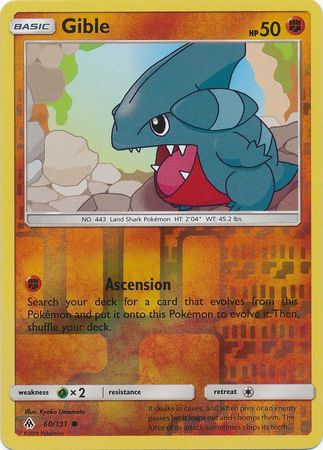 BASIC
Gible
HP 50
NO. 443 Land Shark Pokémon HT: 2'04" WT: 45.2 lbs.
Ascension
Search your deck for a card that evolves from this
Pokémon and put it onto this Pokémon to evolve it. Then,
shuffle your deck.
weakness × 2 resistance retreat
Illus. Kyoko Umemoto
60/131
©2018 Pokémon
It skulks in caves, and when prey or an enemy
passes by, it leaps out and chomps them. The
force of its attack sometimes chips its teeth.